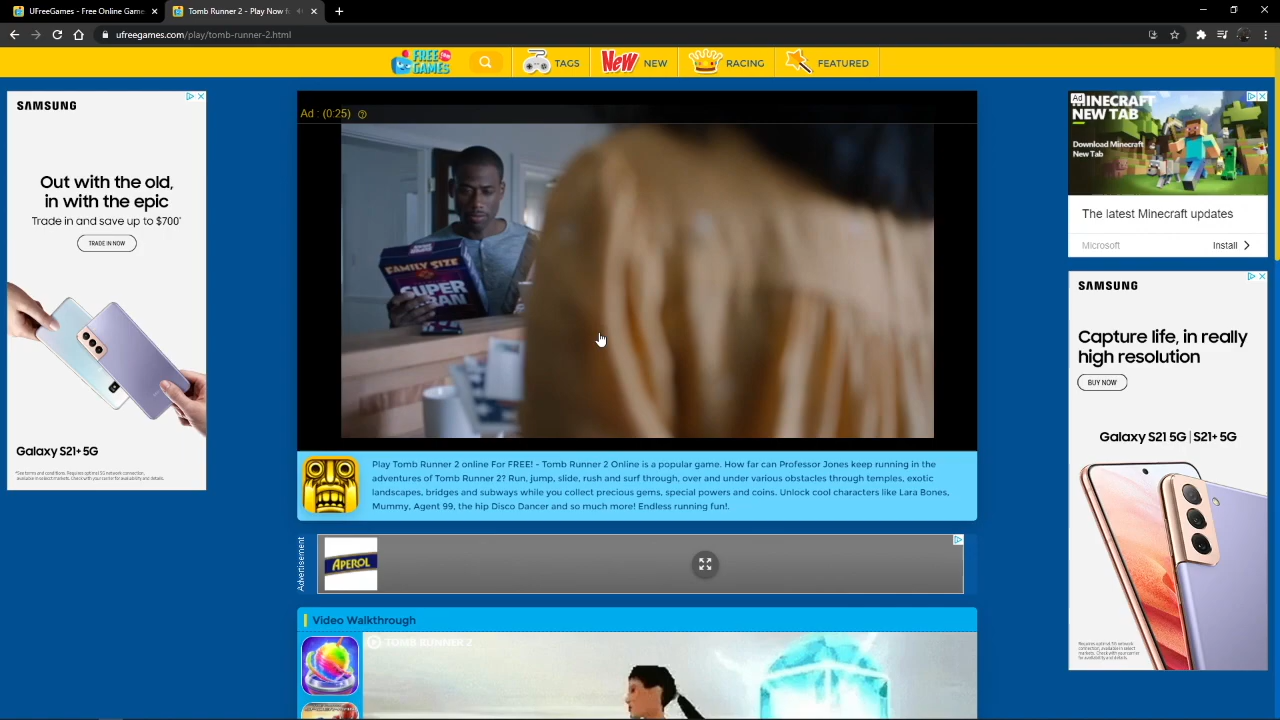 UFreeGames - Free Online Game
Tomb Runner 2 - Play Now f
ufreegames.com/play/tomb-runner-2.html
FREE
GAMES
TAGS
New
NEW
RACING
FEATURED
SAMSUNG
Out with the old,
in with the epic
Trade in and save up to $700*
TRADE IN NOW
Galaxy S21+ 5G
Ad : (0:25)
FAMILY SIZE
SUPER
Play Tomb Runner 2 online For FREE! - Tomb Runner 2 Online is a popular game. How far can Professor Jones keep running in the
adventures of Tomb Runner 2? Run, jump, slide, rush and surf through, over and under various obstacles through temples, exotic
landscapes, bridges and subways while you collect precious gems, special powers and coins. Unlock cool characters like Lara Bones,
Mummy, Agent 99, the hip Disco Dancer and so much more! Endless running fun!.
Advertisement
APEROL
Video Walkthrough
TOMB RUNNER 2
Ad
MINECRAFT
NEW TAB
Download Minecraft
New Tab
The latest Minecraft updates
Microsoft
Install
SAMSUNG
Capture life, in really
high resolution
BUY NOW
Galaxy S21 5G | S21+ 5G